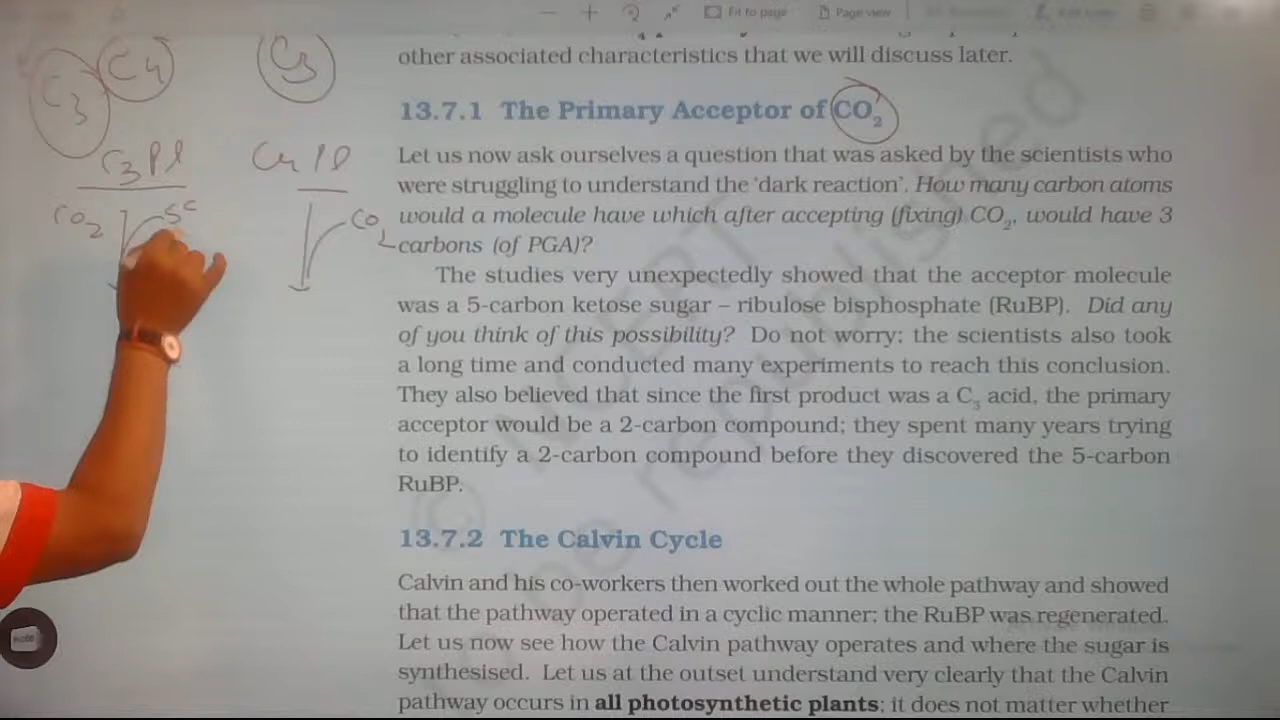 Fit to page
Page view
C3
C4
C3
C3 Pl
C4 Pl
CO2
5C
CO2
other associated characteristics that we will discuss later.
13.7.1 The Primary Acceptor of CO2
Let us now ask ourselves a question that was asked by the scientists who
were struggling to understand the ‘dark reaction’. How many carbon atoms
would a molecule have which after accepting (fixing) CO2, would have 3
carbons (of PGA)?
The studies very unexpectedly showed that the acceptor molecule
was a 5-carbon ketose sugar – ribulose bisphosphate (RuBP). Did any
of you think of this possibility? Do not worry; the scientists also took
a long time and conducted many experiments to reach this conclusion.
They also believed that since the first product was a C3 acid, the primary
acceptor would be a 2-carbon compound; they spent many years trying
to identify a 2-carbon compound before they discovered the 5-carbon
RuBP.
13.7.2 The Calvin Cycle
Calvin and his co-workers then worked out the whole pathway and showed
that the pathway operated in a cyclic manner; the RuBP was regenerated.
Let us now see how the Calvin pathway operates and where the sugar is
synthesised. Let us at the outset understand very clearly that the Calvin
pathway occurs in all photosynthetic plants; it does not matter whether
© NCERT
republished